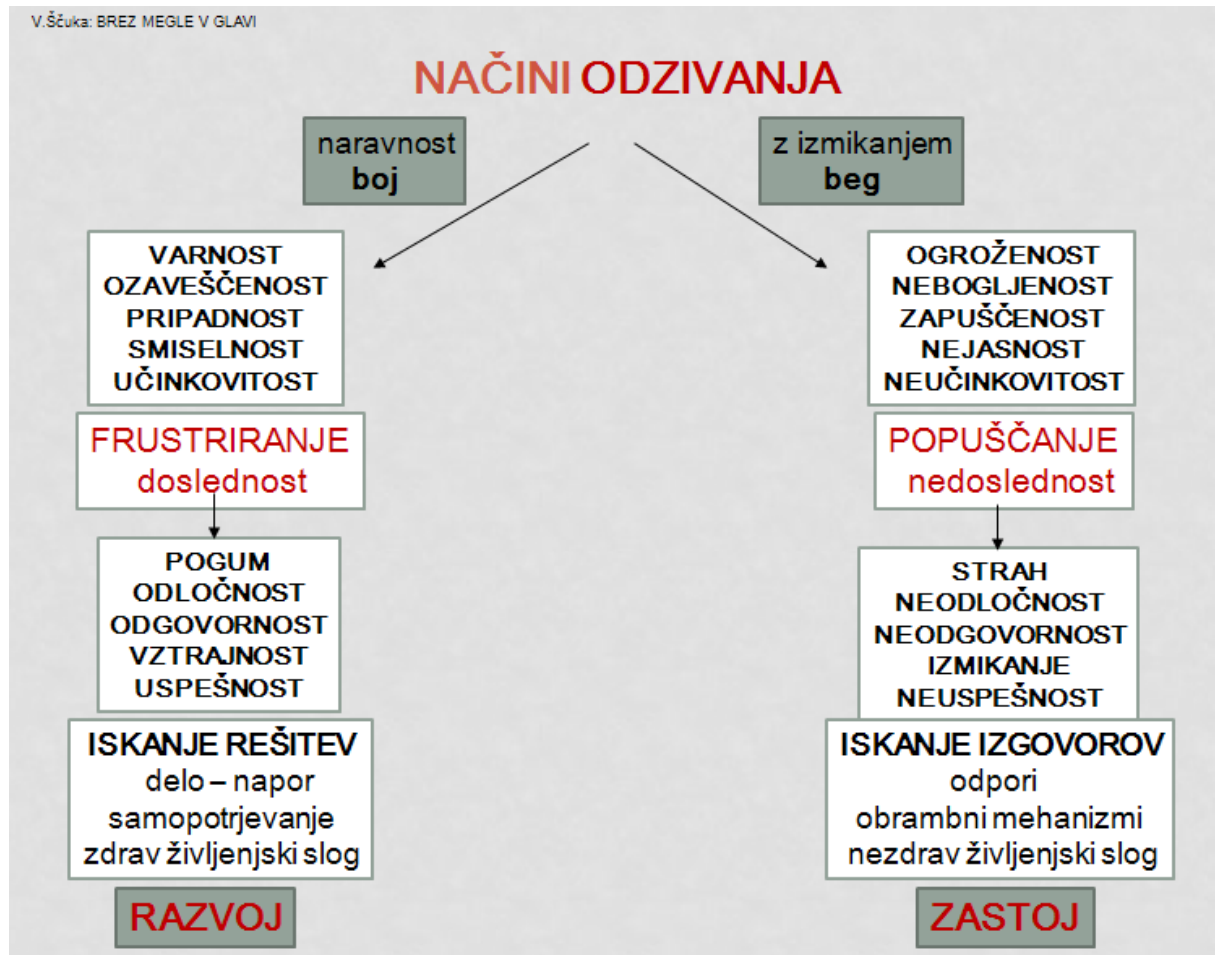 V.Ščuka: BREZ MEGLE V GLAVI
NAČINI ODZIVANJA
naravnost
boj
z izmikanjem
beg
VARNOST
OZAVEŠČENOST
PRIPADNOST
SMISELNOST
UČINKOVITOST
FRUSTRIRANJE
doslednost
POGUM
ODLOČNOST
ODGOVORNOST
VZTRAJNOST
USPEŠNOST
ISKANJE REŠITEV
delo – napor
samopotrjevanje
zdrav življenjski slog
RAZVOJ
OGROŽENOST
NEBOGLJENOST
ZAPUŠČENOST
NEJASNOST
NEUČINKOVITOST
POPUŠČANJE
nedoslednost
STRAH
NEODLOČNOST
NEODGOVORNOST
IZMIKANJE
NEUSPEŠNOST
ISKANJE IZGOVOROV
odpori
obrambni mehanizmi
nezdrav življenjski slog
ZASTOJ